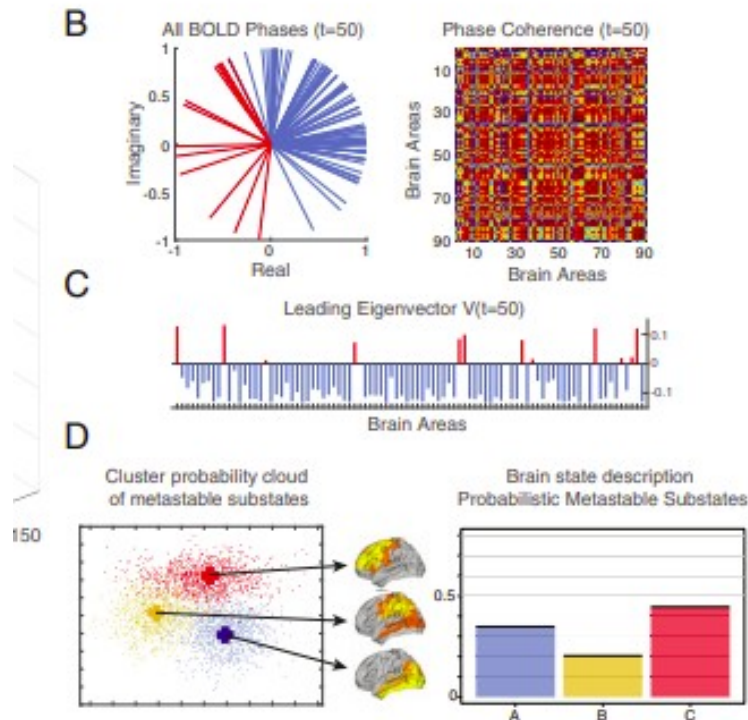 B
All BOLD Phases (t=50)
Phase Coherence (t=50)
Imaginary
1
0.5
0
-0.5
-1
-1
0
1
Real
Brain Areas
10
30
50
70
90
10
30
50
70
90
Brain Areas
C
Leading Eigenvector V(t=50)
0.1
0
-0.1
Brain Areas
D
Cluster probability cloud
of metastable substates
Brain state description
Probabilistic Metastable Substates
150
0.5
0
A
B
C